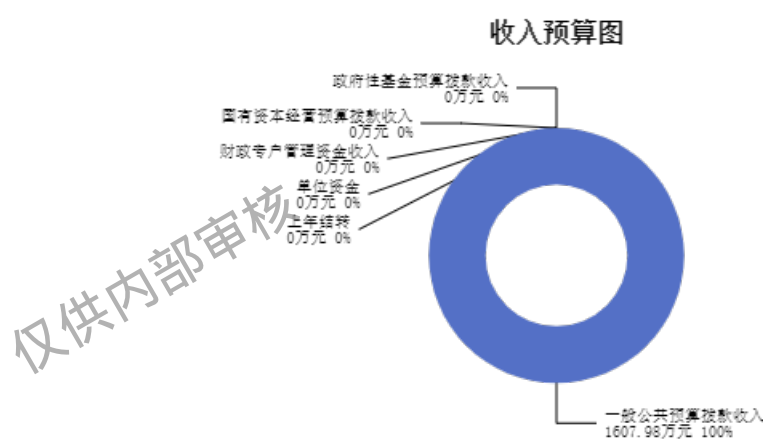 收入预算图
政府性基金预算拨款收入
0万元 0%
国有资本经营预算拨款收入
0万元 0%
财政专户管理资金收入
0万元 0%
单位资金
0万元 0%
上年结转
0万元 0%
仅供内部审核
一般公共预算拨款收入
1607.98万元 100%